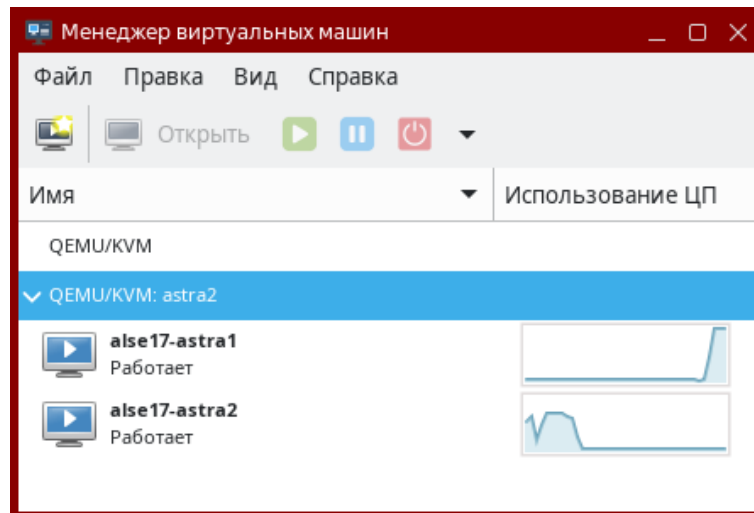 Менеджер виртуальных машин
Файл Правка Вид Справка
Открыть
Имя Использование ЦП
QEMU/KVM
QEMU/KVM: astra2
alse17-astra1
Работает
alse17-astra2
Работает